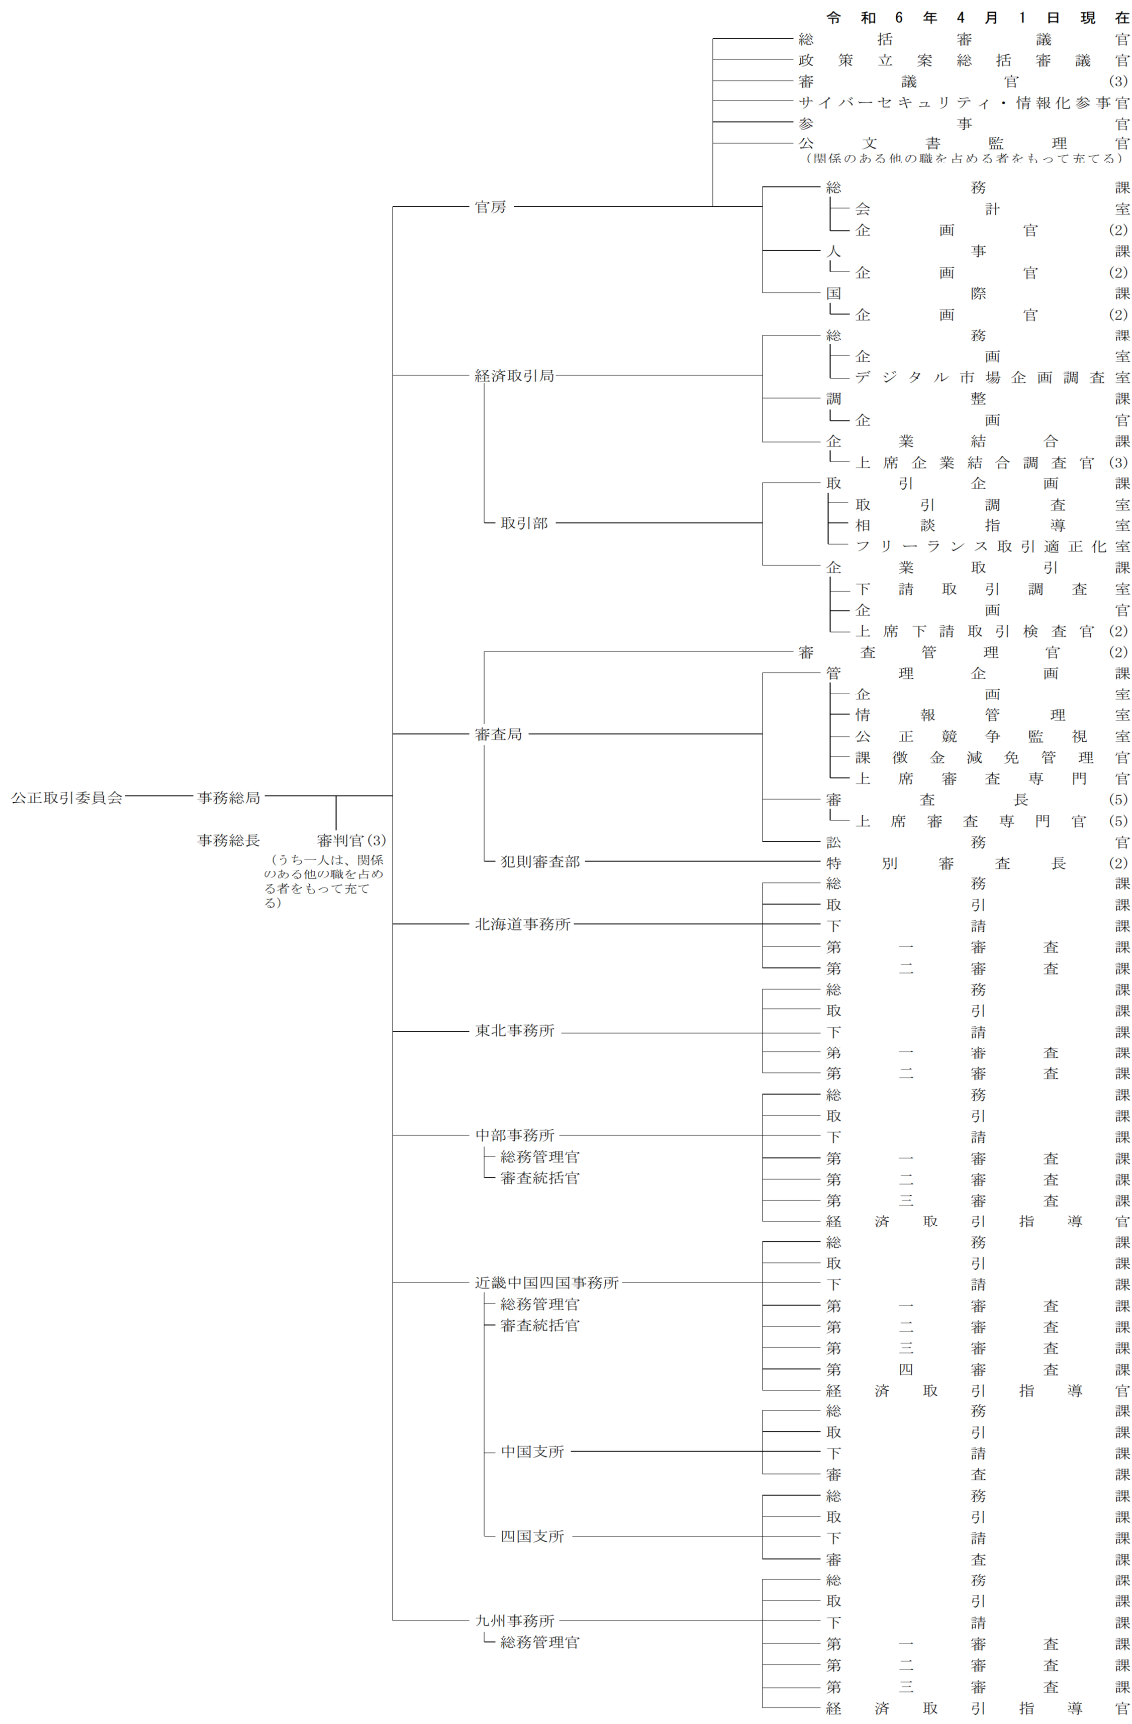 令和6年4月1日現在
総括審議官
政策立案総括審議官
審議官(3)
サイバーセキュリティ・情報化参事官
参事官
公文書監理官
（関係のある他の職を占める者をもって充てる）
官房
総務課
会計室
企画官(2)
人事課
企画官(2)
国際課
企画官(2)
経済取引局
総務課
企画室
デジタル市場企画調査室
調整課
企画官
企業結合課
上席企業結合調査官(3)
取引部
取引企画課
取引調査室
相談指導室
フリーランス取引適正化室
企業取引課
下請取引調査室
企画官
上席下請取引検査官(2)
審査管理官(2)
審査局
管理企画課
企画室
情報管理室
公正競争監視室
課徴金減免管理官
上席審査専門官
公正取引委員会
事務総局
審査長(5)
上席審査専門官(5)
事務総長
審判官(3)
（うち一人は、関係
のある他の職を占め
る者をもって充て
る）
訟務官
犯則審査部
特別審査長(2)
北海道事務所
総務課
取引課
下請課
第一審査課
第二審査課
東北事務所
総務課
取引課
下請課
第一審査課
第二審査課
中部事務所
総務管理官
審査統括官
総務課
取引課
下請課
第一審査課
第二審査課
第三審査課
経済取引指導官
近畿中国四国事務所
総務管理官
審査統括官
総務課
取引課
下請課
第一審査課
第二審査課
第三審査課
第四審査課
経済取引指導官
中国支所
総務課
取引課
下請課
審査課
四国支所
総務課
取引課
下請課
審査課
九州事務所
総務管理官
総務課
取引課
下請課
第一審査課
第二審査課
第三審査課
経済取引指導官